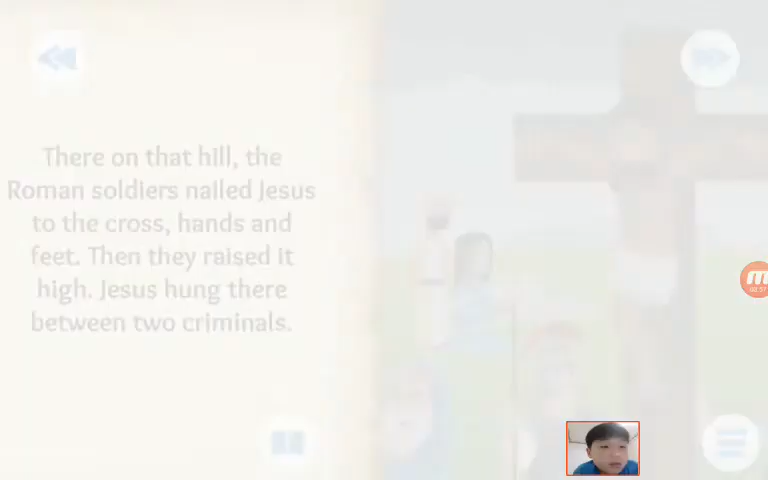 There on that hill, the
Roman soldiers nailed Jesus
to the cross, hands and
feet. Then they raised it
high. Jesus hung there
between two criminals.